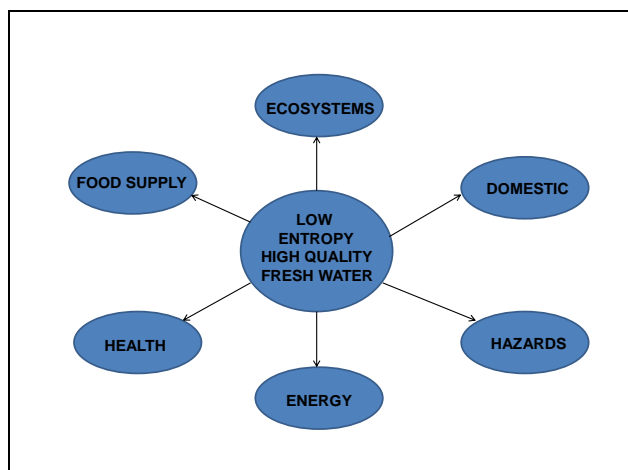 ECOSYSTEMS
FOOD SUPPLY
DOMESTIC
LOW
ENTROPY
HIGH QUALITY
FRESH WATER
HEALTH
HAZARDS
ENERGY